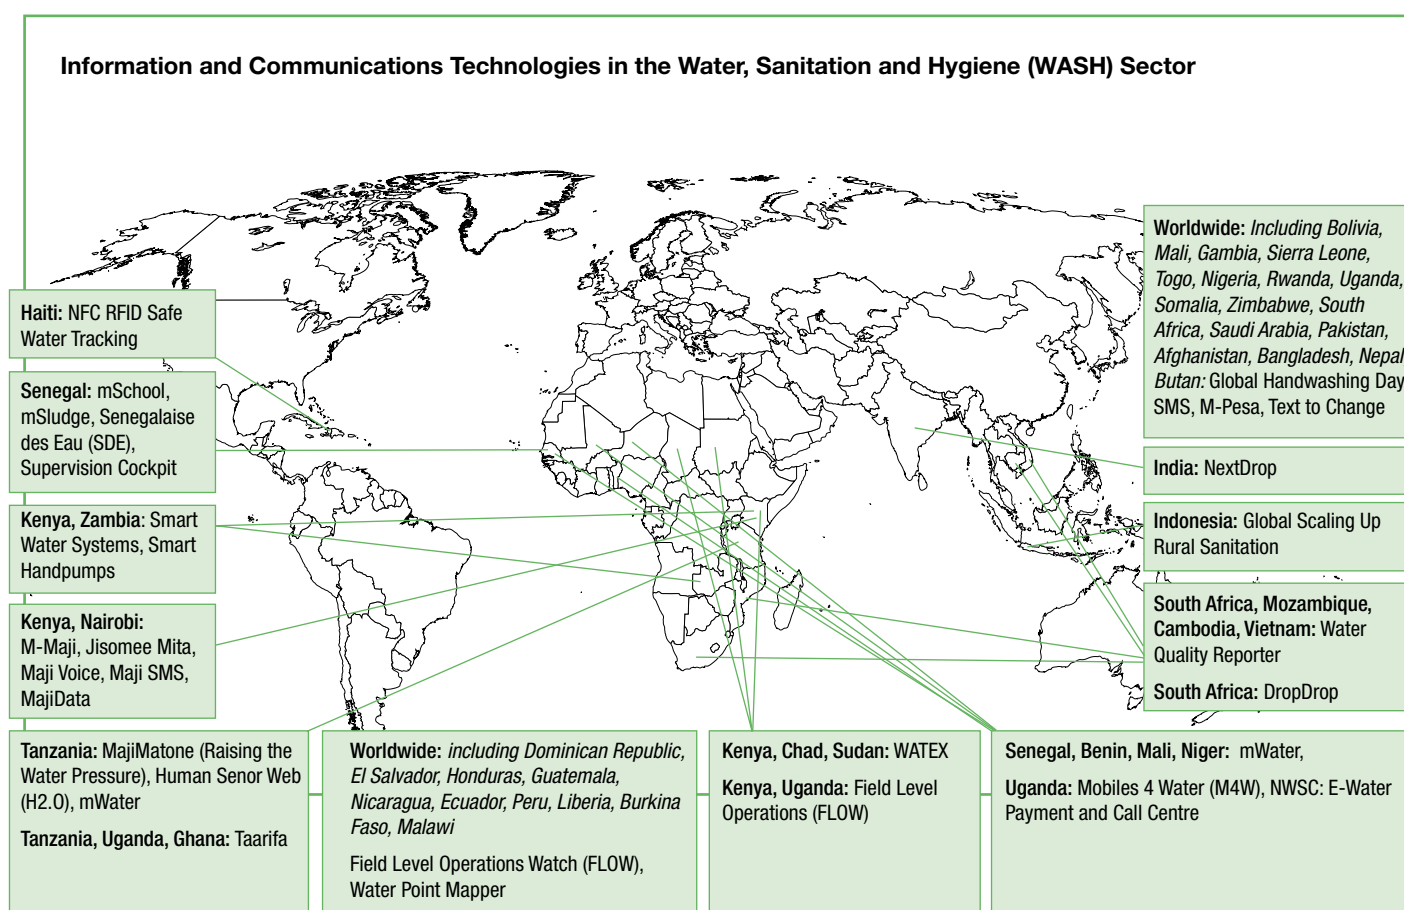 Information and Communications Technologies in the Water, Sanitation and Hygiene (WASH) Sector
Haiti: NFC RFID Safe
Water Tracking
Senegal: mSchool,
mSludge, Senegalaise
des Eau (SDE),
Supervision Cockpit
Kenya, Zambia: Smart
Water Systems, Smart
Handpumps
Kenya, Nairobi:
M-Maji, Jisomee Mita,
Maji Voice, Maji SMS,
MajiData
Tanzania: MajiMatone (Raising the
Water Pressure), Human Senor Web
(H2.O), mWater
Tanzania, Uganda, Ghana: Taarifa
Worldwide: including Dominican Republic,
El Salvador, Honduras, Guatemala,
Nicaragua, Ecuador, Peru, Liberia, Burkina
Faso, Malawi
Field Level Operations Watch (FLOW),
Water Point Mapper
Kenya, Chad, Sudan: WATEX
Kenya, Uganda: Field Level
Operations (FLOW)
Senegal, Benin, Mali, Niger: mWater,
Uganda: Mobiles 4 Water (M4W), NWSC: E-Water
Payment and Call Centre
Worldwide: Including Bolivia,
Mali, Gambia, Sierra Leone,
Togo, Nigeria, Rwanda, Uganda,
Somalia, Zimbabwe, South
Africa, Saudi Arabia, Pakistan,
Afghanistan, Bangladesh, Nepal
Butan: Global Handwashing Day
SMS, M-Pesa, Text to Change
India: NextDrop
Indonesia: Global Scaling Up
Rural Sanitation
South Africa, Mozambique,
Cambodia, Vietnam: Water
Quality Reporter
South Africa: DropDrop